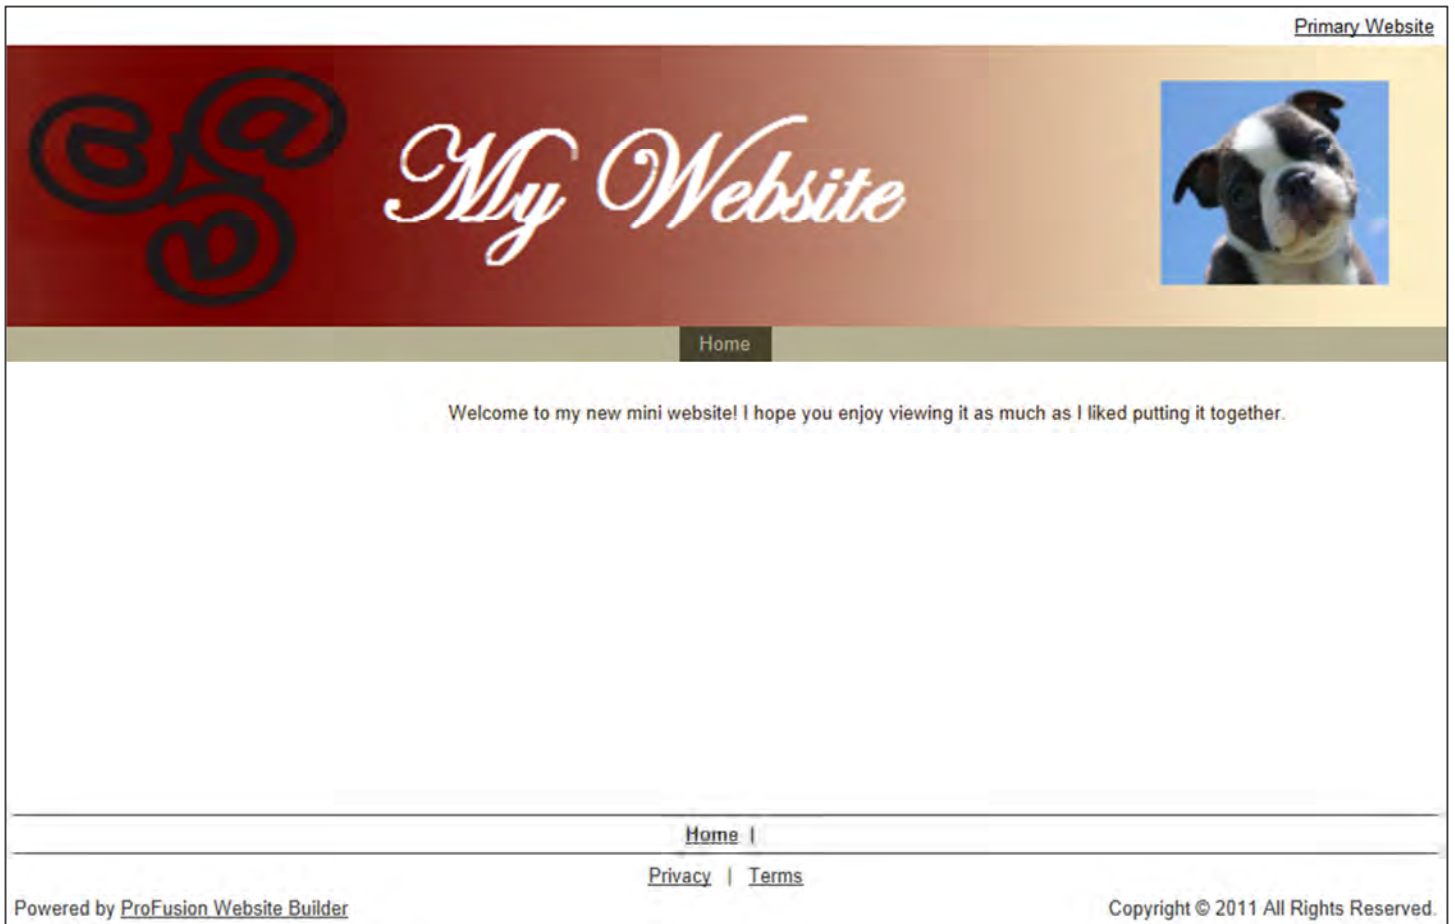 Primary Website
@@@
My Website
Home
Welcome to my new mini website! I hope you enjoy viewing it as much as I liked putting it together.
Home |
Privacy | Terms
Powered by ProFusion Website Builder
Copyright © 2011 All Rights Reserved.